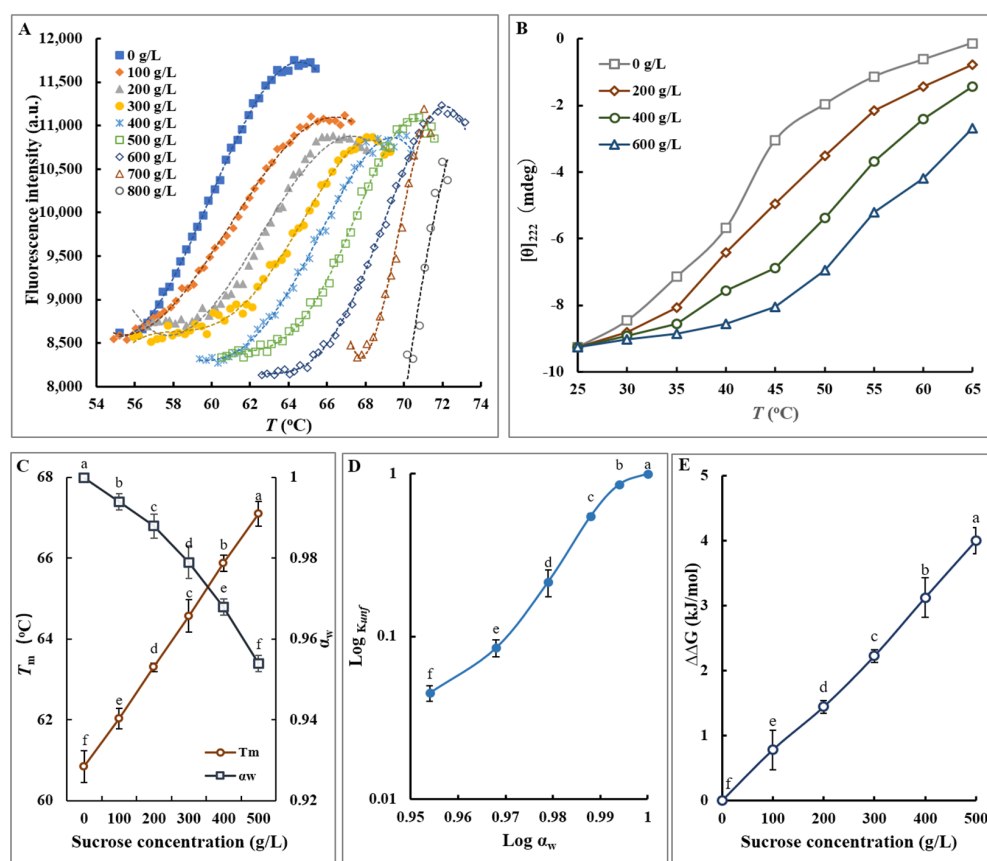 A
Fluorescence intensity (a.u.)
12,000
11,500
11,000
10,500
10,000
9,500
9,000
8,500
8,000
0 g/L
100 g/L
200 g/L
300 g/L
400 g/L
500 g/L
600 g/L
700 g/L
800 g/L
54 56 58 60 62 64 66 68 70 72 74
T (°C)
B
[θ]222 (mdeg)
0
-2
-4
-6
-8
-10
0 g/L
200 g/L
400 g/L
600 g/L
25 30 35 40 45 50 55 60 65
T (°C)
C
Tm (°C)
68
66
64
62
60
a b c d e f
f e d c b a
Tm
αw
1
0.98
0.96
0.94
0.92
αw
0 100 200 300 400 500
Sucrose concentration (g/L)
D
Log κunf
1
0.1
0.01
f e d c b a
0.95 0.96 0.97 0.98 0.99 1
Log αw
E
ΔΔG (kJ/mol)
5
4
3
2
1
0
f e d c b a
0 100 200 300 400 500
Sucrose concentration (g/L)